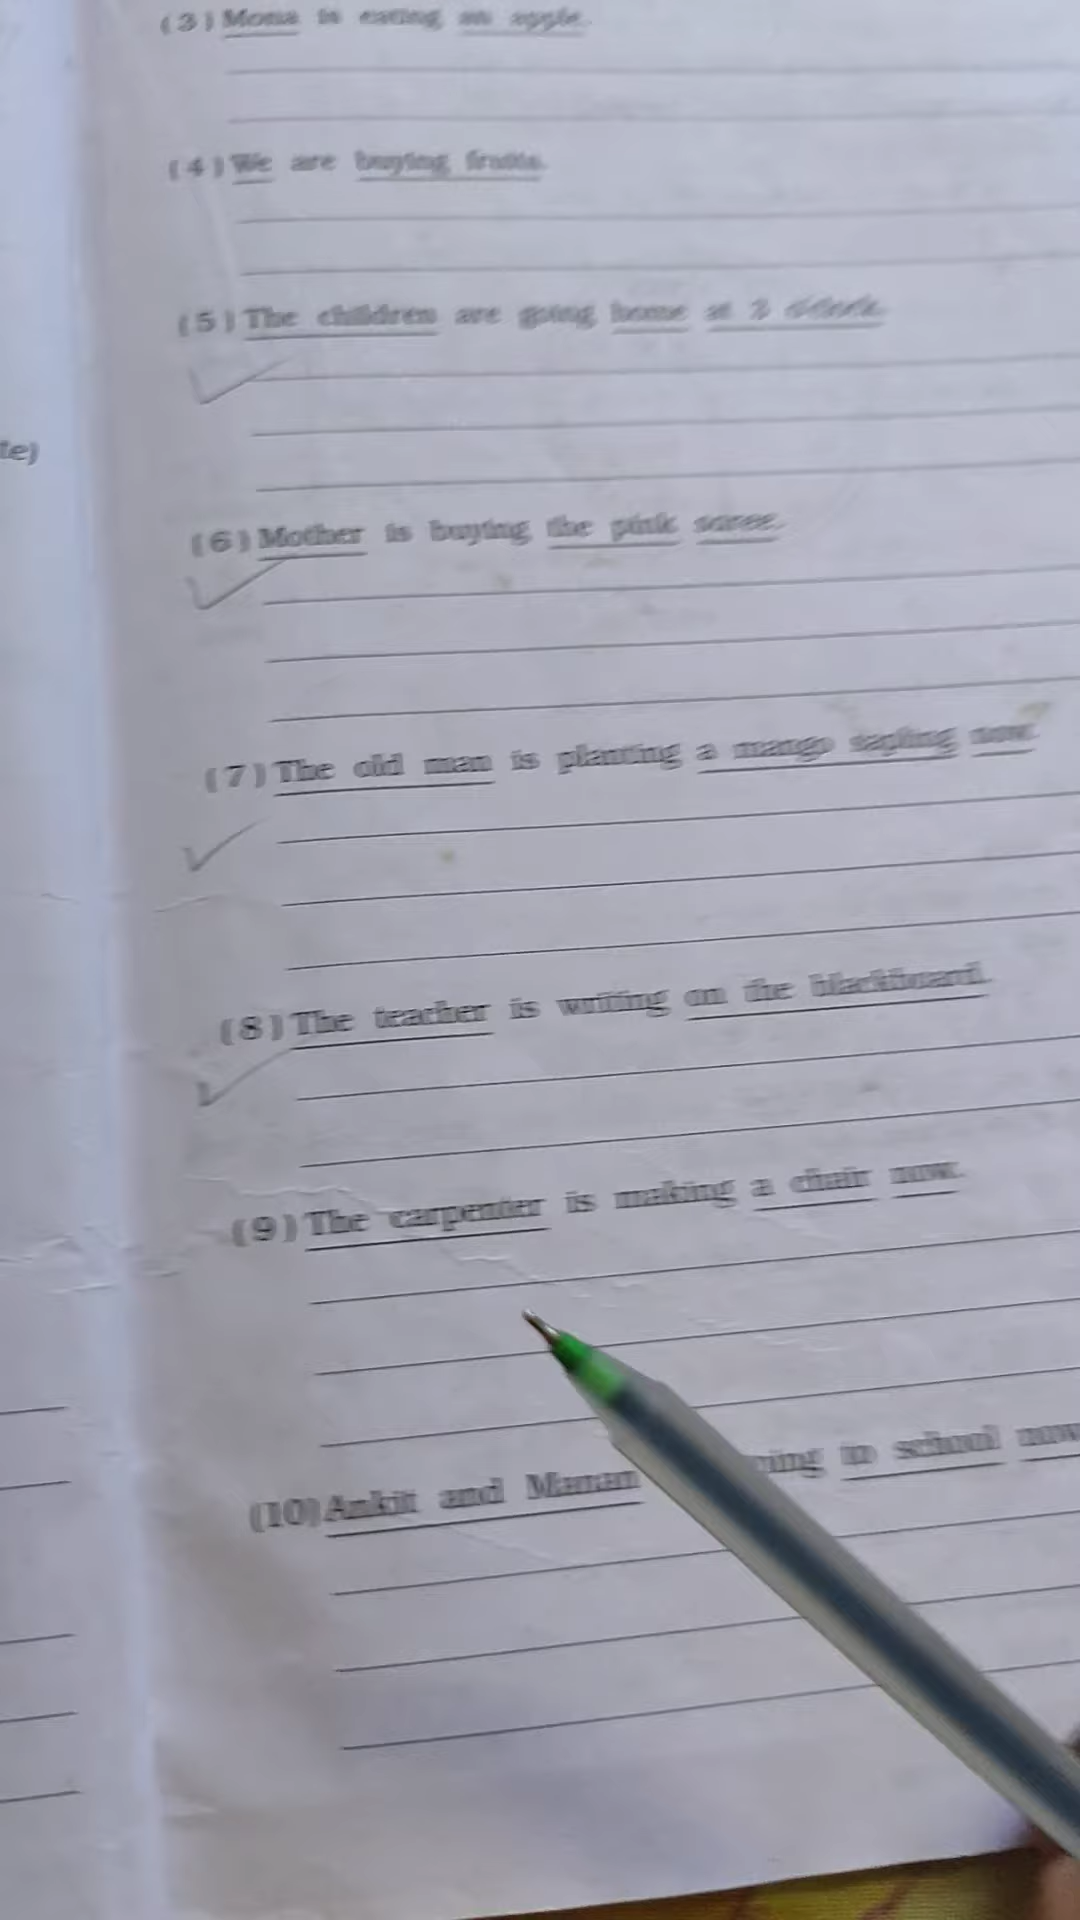 (3) Mona is eating an apple.
(4) We are buying fruits.
(5) The children are going home at 2 o'clock.
te)
(6) Mother is buying the pink saree.
(7) The old man is planting a mango sapling now.
(8) The teacher is writing on the blackboard.
(9) The carpenter is making a chair now.
(10) Ankit and Manan ning in school now